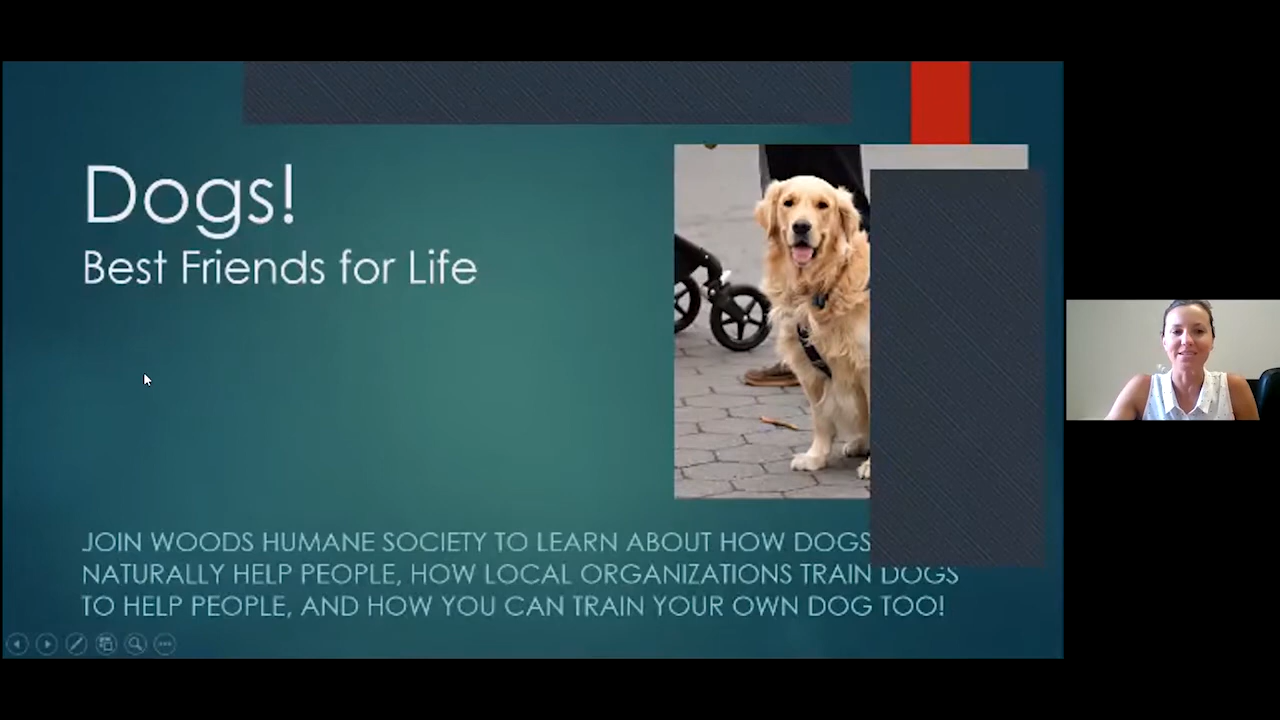 Dogs!
Best Friends for Life
JOIN WOODS HUMANE SOCIETY TO LEARN ABOUT HOW DOGS
NATURALLY HELP PEOPLE, HOW LOCAL ORGANIZATIONS TRAIN DOGS
TO HELP PEOPLE, AND HOW YOU CAN TRAIN YOUR OWN DOG TOO!